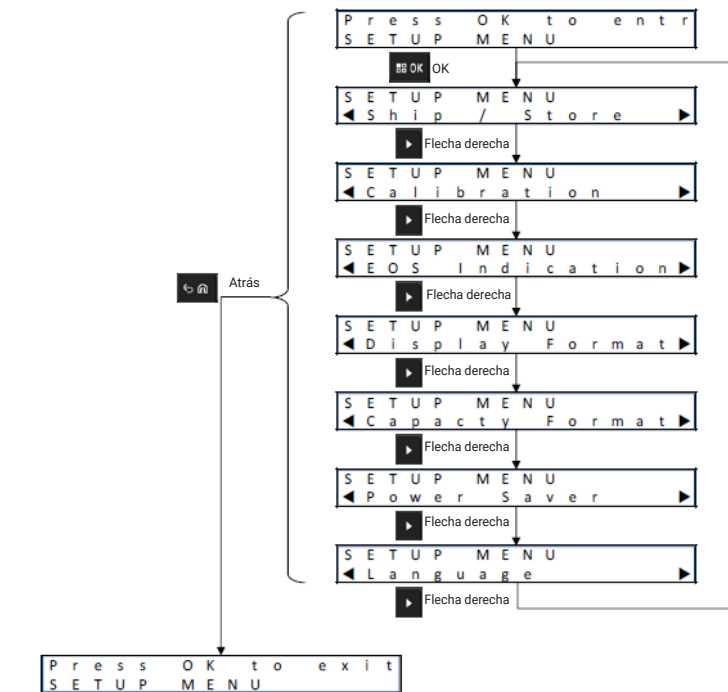 Press OK to entr
SETUP MENU
OK OK
SETUP MENU
◀Ship / Store ▶
Flecha derecha
SETUP MENU
◀Calibration ▶
Flecha derecha
SETUP MENU
◀EOS Indication▶
Flecha derecha
Atrás
SETUP MENU
◀Display Format▶
Flecha derecha
SETUP MENU
◀Capacty Format▶
Flecha derecha
SETUP MENU
◀Power Saver ▶
Flecha derecha
SETUP MENU
◀Language ▶
Flecha derecha
Press OK to exit
SETUP MENU